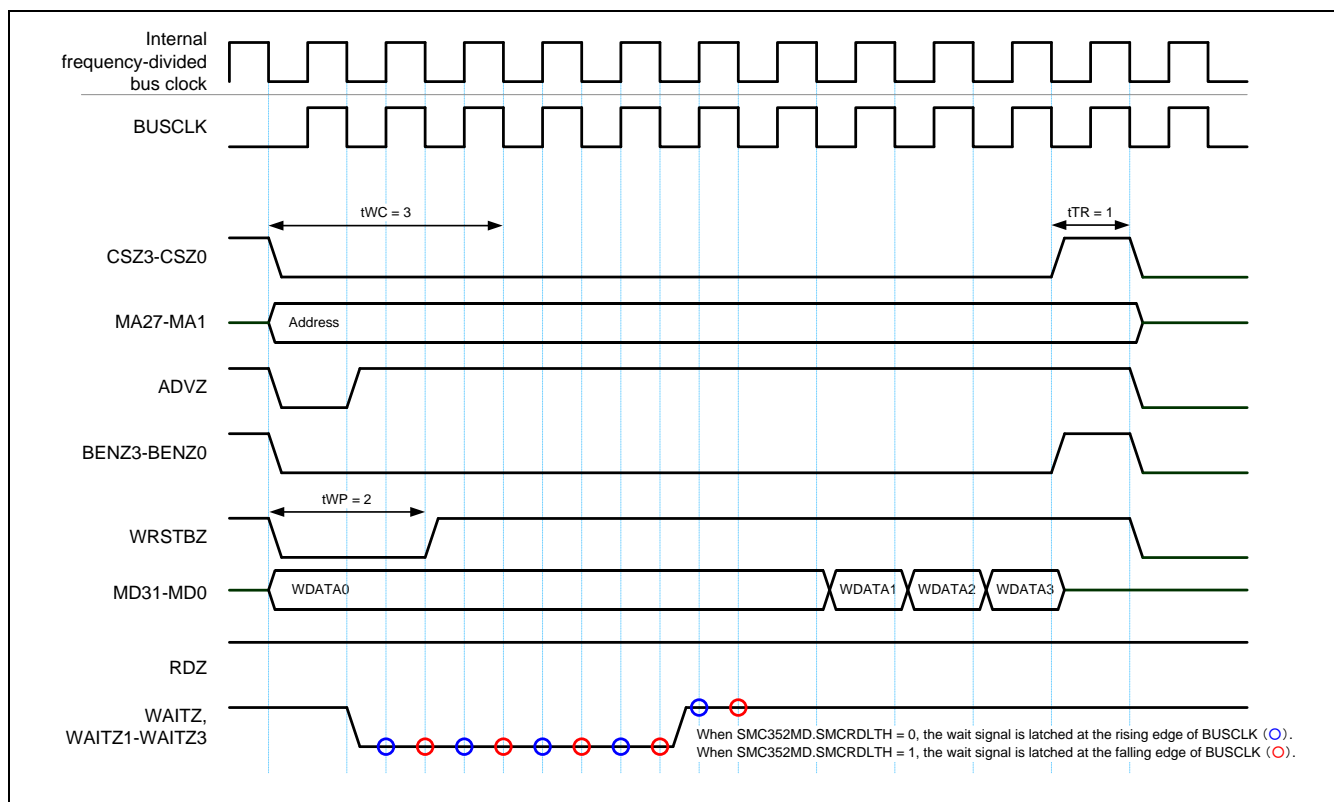 Internal
frequency-divided
bus clock
BUSCLK
tWC = 3
tTR = 1
CSZ3-CSZ0
MA27-MA1
Address
ADVZ
BENZ3-BENZ0
tWP = 2
WRSTBZ
MD31-MD0
WDATA0
WDATA1
WDATA2
WDATA3
RDZ
WAITZ,
WAITZ1-WAITZ3
When SMC352MD.SMCRDLTH = 0, the wait signal is latched at the rising edge of BUSCLK (○).
When SMC352MD.SMCRDLTH = 1, the wait signal is latched at the falling edge of BUSCLK (○).